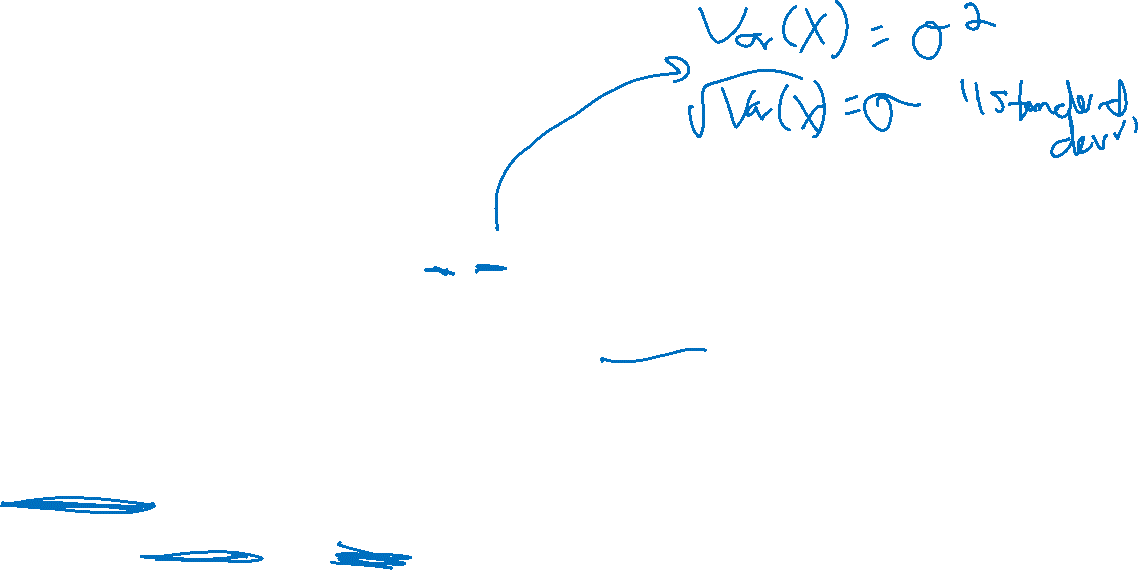 Var(X) = σ²
√Var(X) = σ "standard
dev"